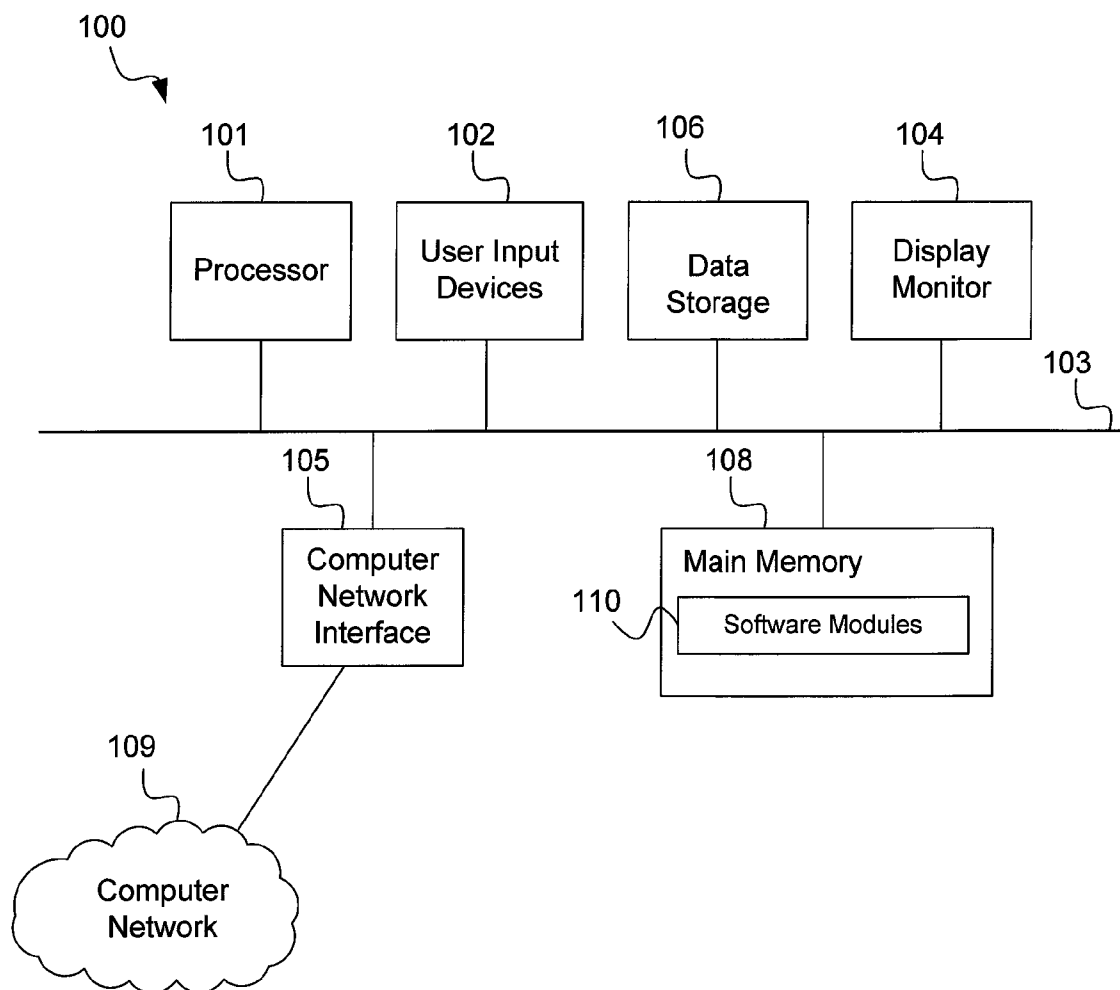 100
101
102
106
104
Processor
User Input
Devices
Data
Storage
Display
Monitor
103
105
108
Computer
Network
Interface
Main Memory
110
Software Modules
109
Computer
Network